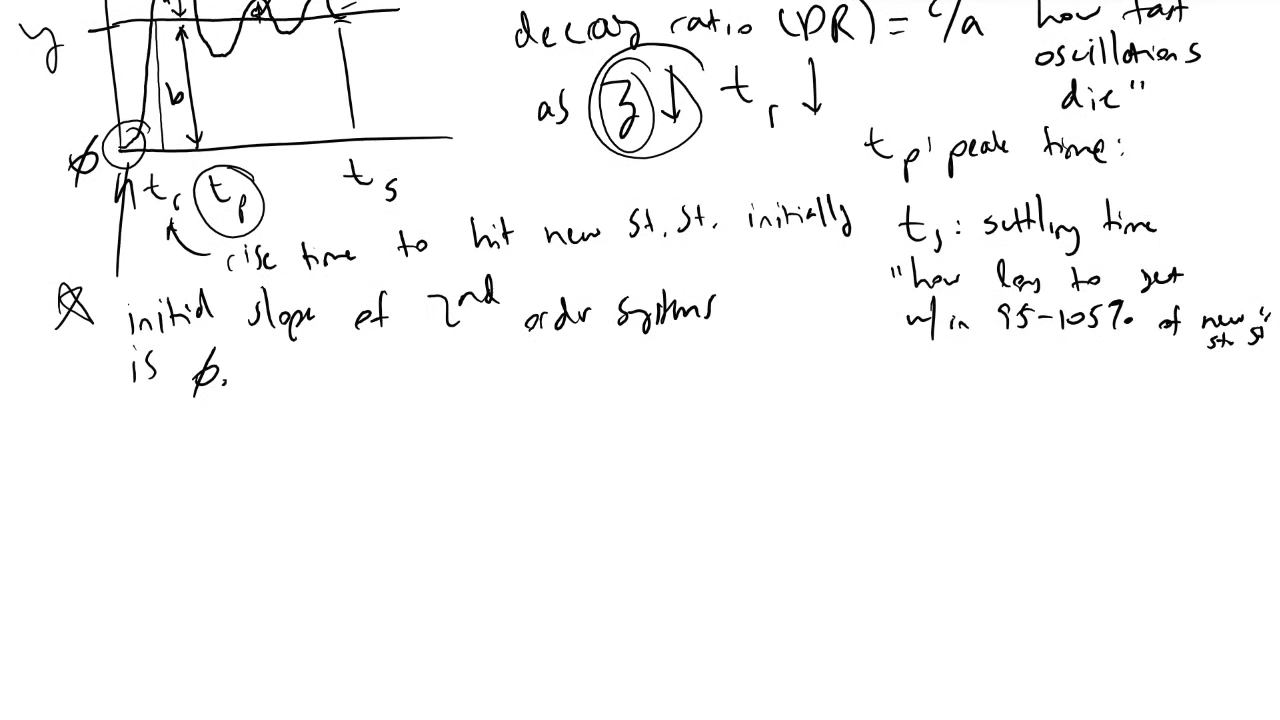 y
b
ϕ
t_r t_p t_s
rise time to hit new st. st. initially
☆ initial slope of 2nd order systems
is ϕ.
decay ratio (DR) = c/a
as ζ ↓ t_r ↓
"how fast
oscillations
die"
t_p: peak time:
t_s: settling time
"how long to get
w/in 95-105% of new
st. st"